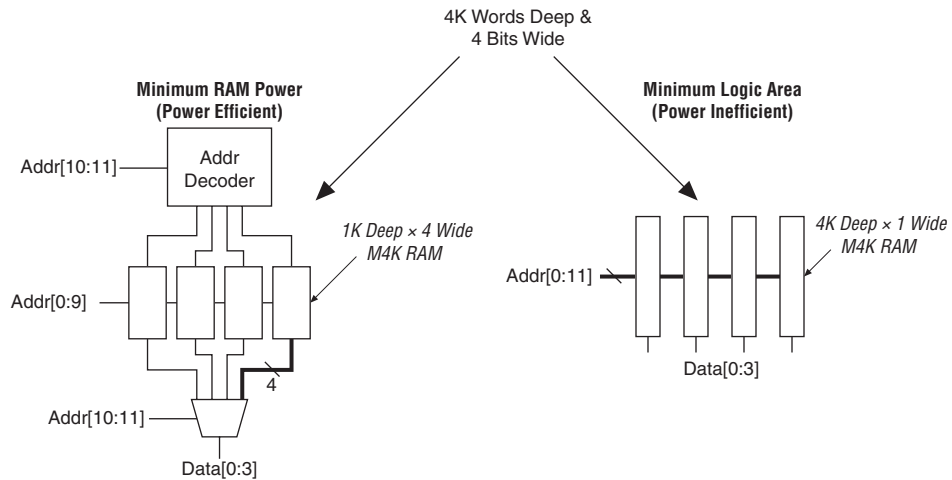 4K Words Deep &
4 Bits Wide
Minimum RAM Power
(Power Efficient)
Minimum Logic Area
(Power Inefficient)
Addr[10:11]
Addr
Decoder
1K Deep × 4 Wide
M4K RAM
4K Deep × 1 Wide
M4K RAM
Addr[0:9]
Addr[0:11]
4
Data[0:3]
Addr[10:11]
Data[0:3]